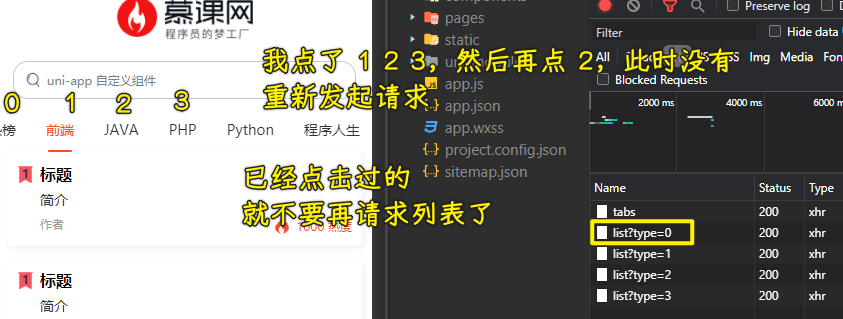 慕课网
程序员的梦工厂
uni-app 自定义组件
我点了 1 2 3，然后再点 2，此时没有
重新发起请求
0 1 2 3
榜 前端 JAVA PHP Python 程序人生
已经点击过的
就不要再请求列表了
1 标题
简介
作者
1000 热度
1 标题
简介
pages
static
app.js
app.json
app.wxss
project.config.json
sitemap.json
Preserve log
Filter
Hide data
All
Img Media Font
Blocked Requests
2000 ms 4000 ms 6000
Name Status Type
tabs 200 xhr
list?type=0 200 xhr
list?type=1 200 xhr
list?type=2 200 xhr
list?type=3 200 xhr